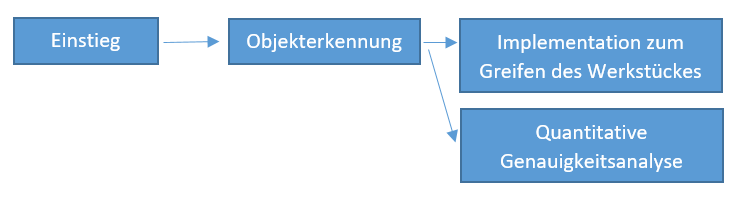 Einstieg
Objekterkennung
Implementation zum
Greifen des Werkstückes
Quantitative
Genauigkeitsanalyse